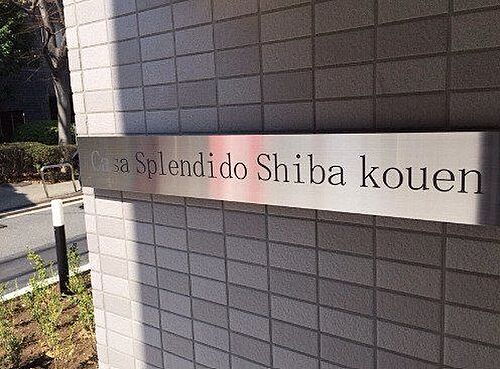 Casa Splendido Shiba kouen